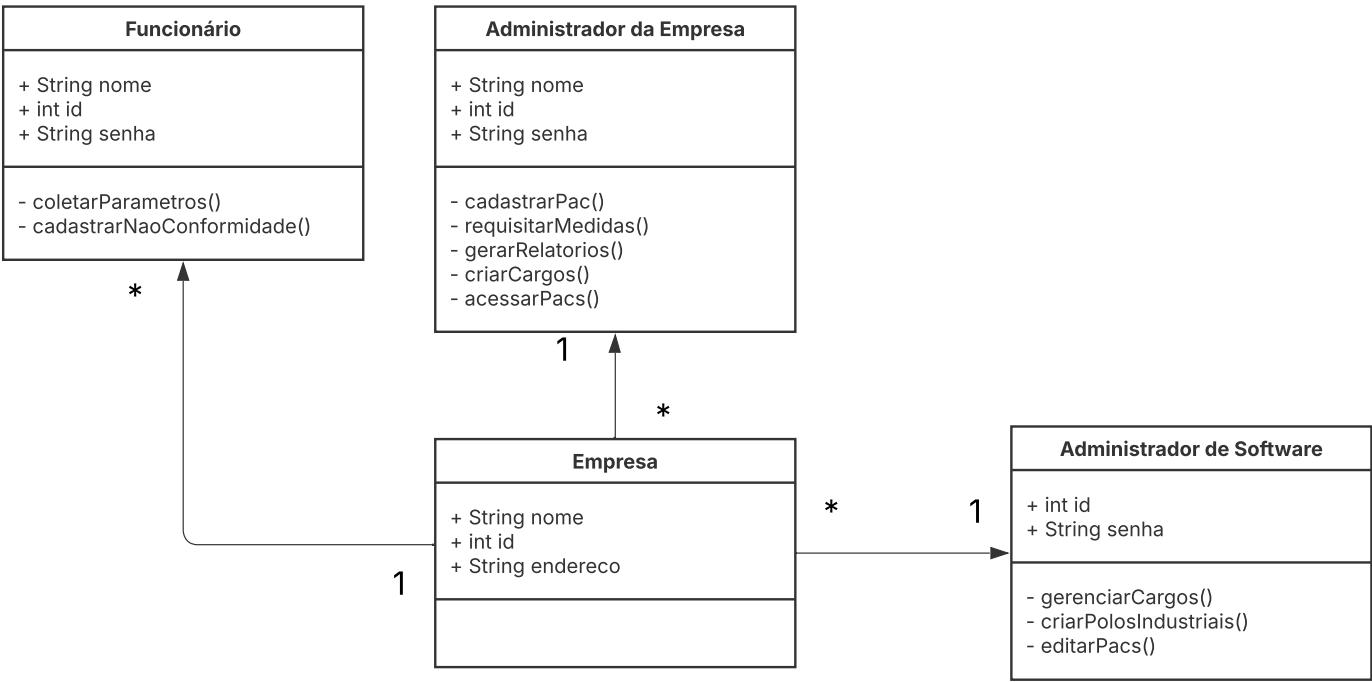 Funcionário
+ String nome
+ int id
+ String senha
- coletarParametros()
- cadastrarNaoConformidade()
*
Administrador da Empresa
+ String nome
+ int id
+ String senha
- cadastrarPac()
- requisitarMedidas()
- gerarRelatorios()
- criarCargos()
- acessarPacs()
1
*
Empresa
+ String nome
+ int id
+ String endereco
1
*
1
Administrador de Software
+ int id
+ String senha
- gerenciarCargos()
- criarPolosIndustriais()
- editarPacs()